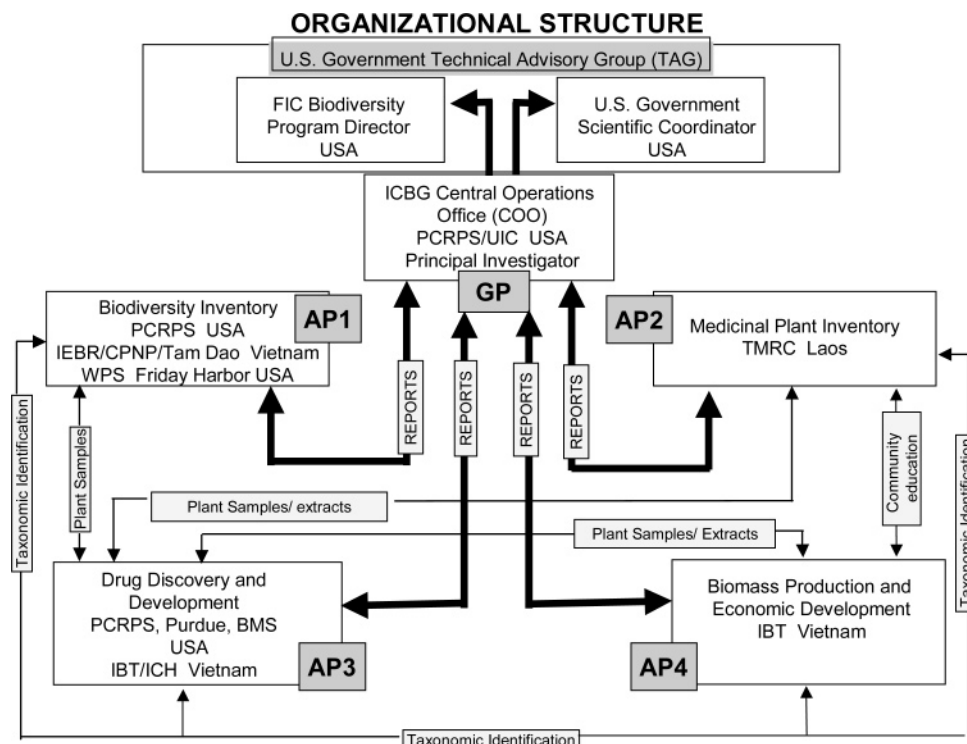 ORGANIZATIONAL STRUCTURE
U.S. Government Technical Advisory Group (TAG)
FIC Biodiversity
Program Director
USA
U.S. Government
Scientific Coordinator
USA
ICBG Central Operations
Office (COO)
PCRPS/UIC USA
Principal Investigator
GP
Biodiversity Inventory
PCRPS USA
IEBR/CPNP/Tam Dao Vietnam
WPS Friday Harbor USA
AP1
AP2
Medicinal Plant Inventory
TMRC Laos
REPORTS
REPORTS
REPORTS
REPORTS
Taxonomic Identification
Plant Samples
Community
education
Taxonomic Identification
Plant Samples/ extracts
Plant Samples/ Extracts
Drug Discovery and
Development
PCRPS, Purdue, BMS
USA
IBT/ICH Vietnam
AP3
Biomass Production and
Economic Development
IBT Vietnam
AP4
Taxonomic Identification